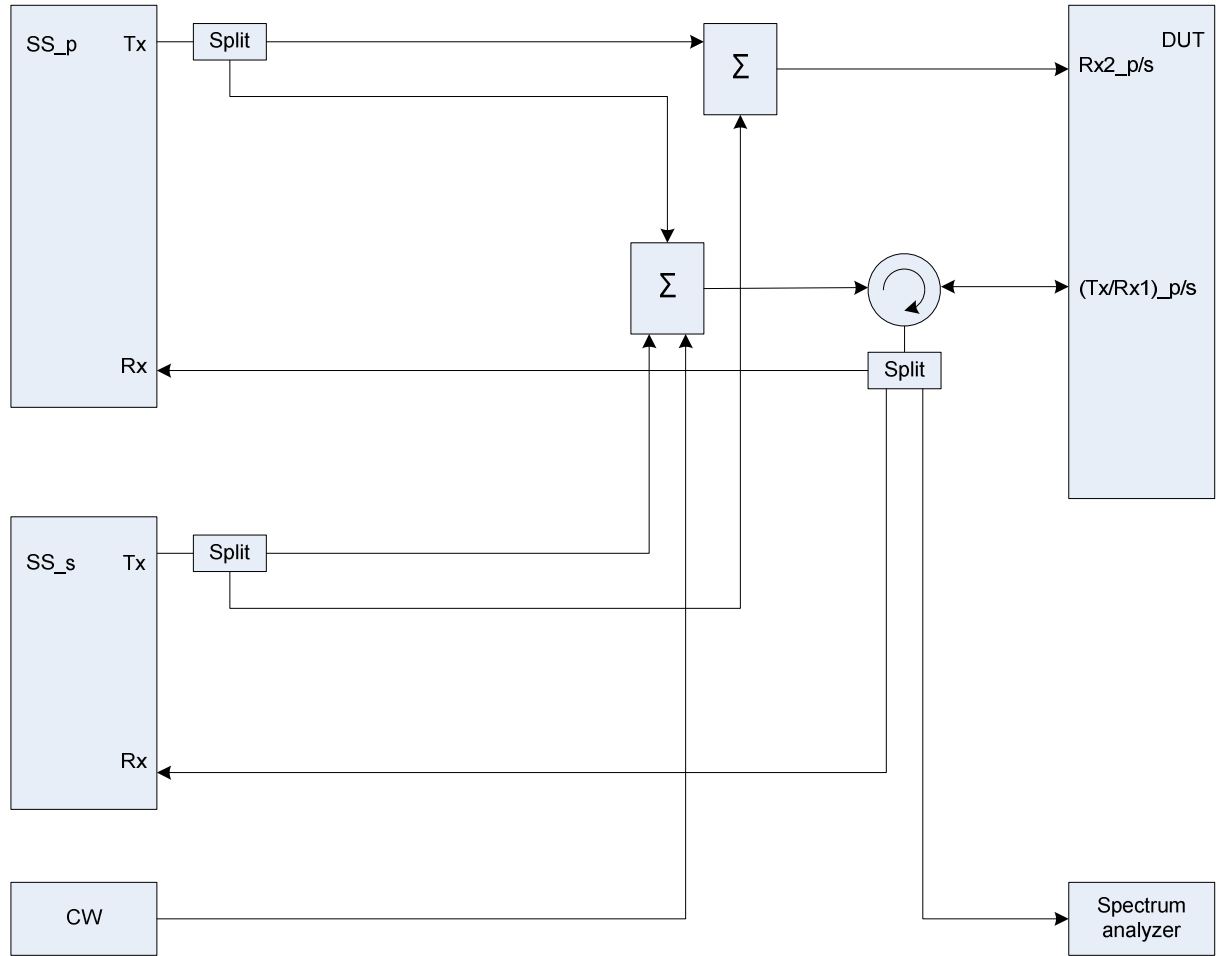 SS_p
Tx
Split
Σ
DUT
Rx2_p/s
Σ
(Tx/Rx1)_p/s
Rx
Split
SS_s
Tx
Split
Rx
CW
Spectrum
analyzer